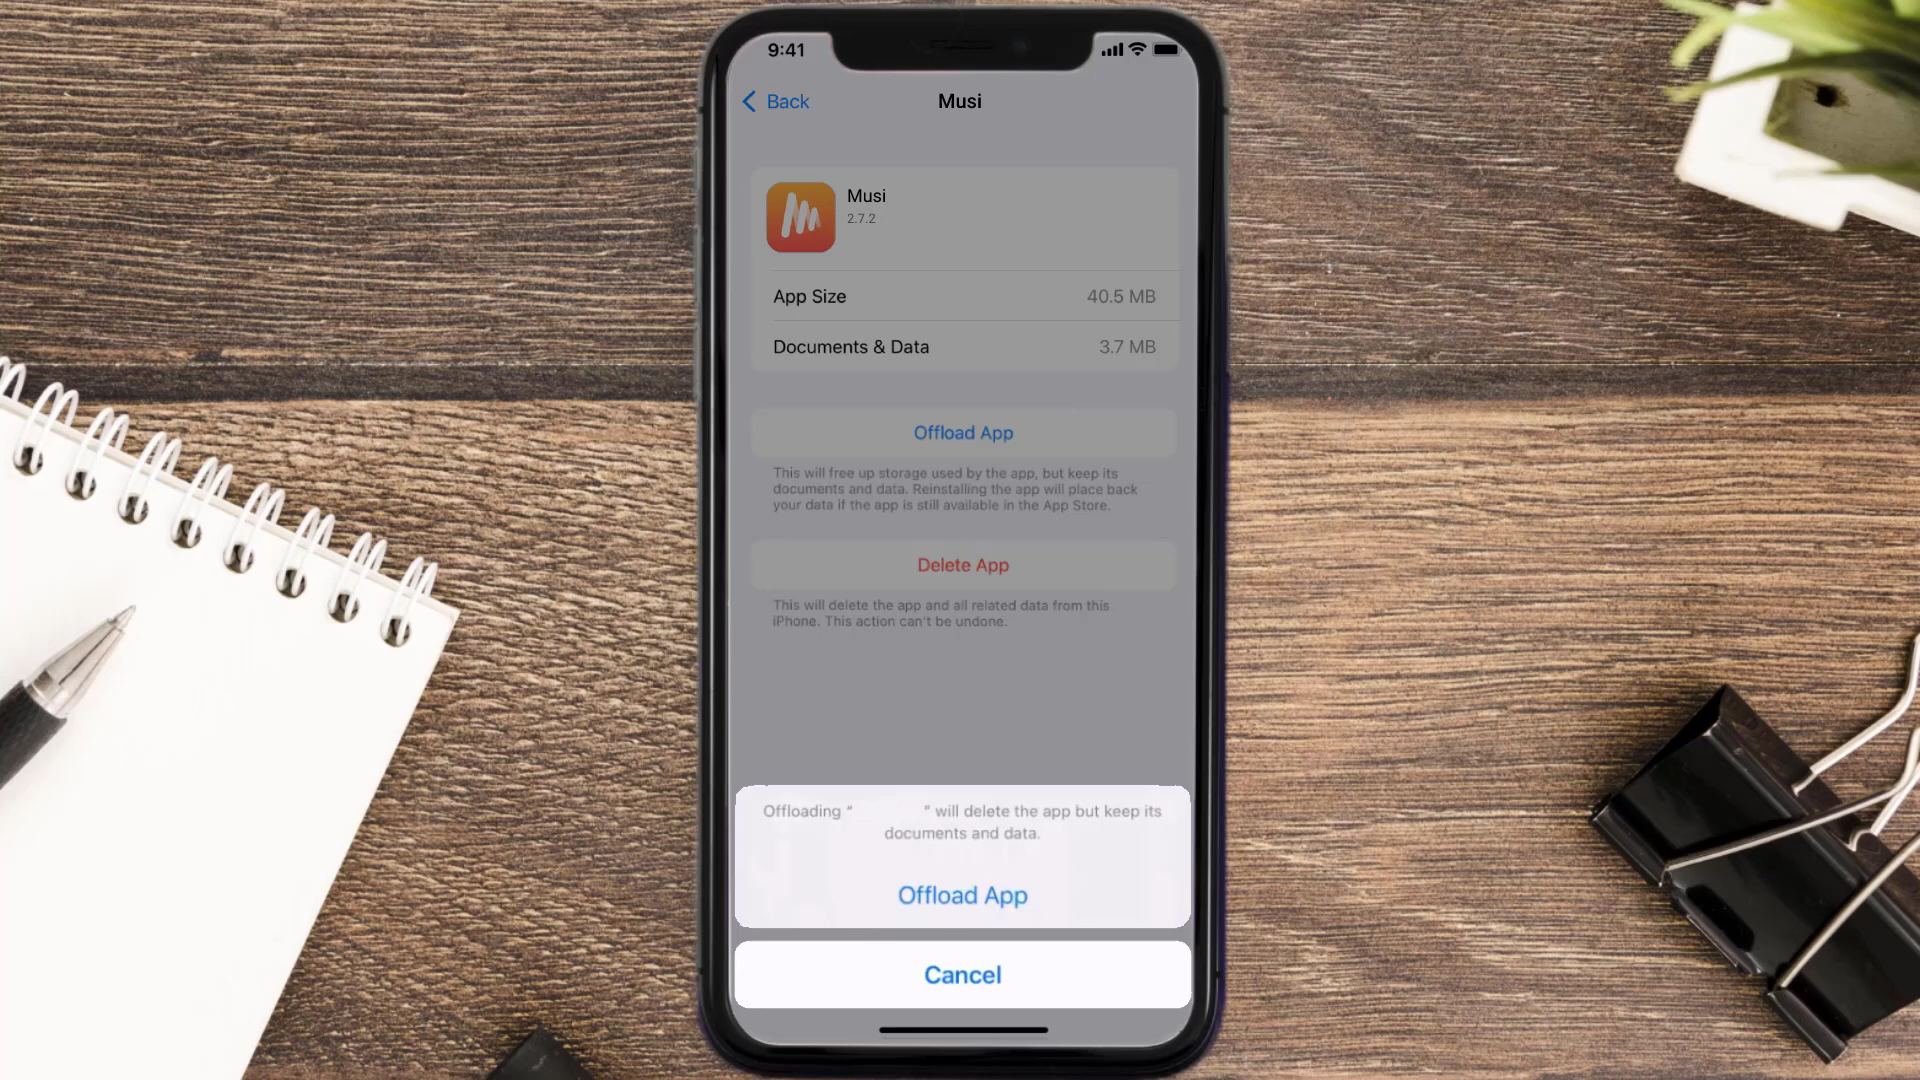 9:41
Back
Musi
Musi
2.7.2
App Size
40.5 MB
Documents & Data
3.7 MB
Offload App
This will free up storage used by the app, but keep its
documents and data. Reinstalling the app will place back
your data if the app is still available in the App Store.
Delete App
This will delete the app and all related data from this
iPhone. This action can't be undone.
Offloading “ ” will delete the app but keep its
documents and data.
Offload App
Cancel